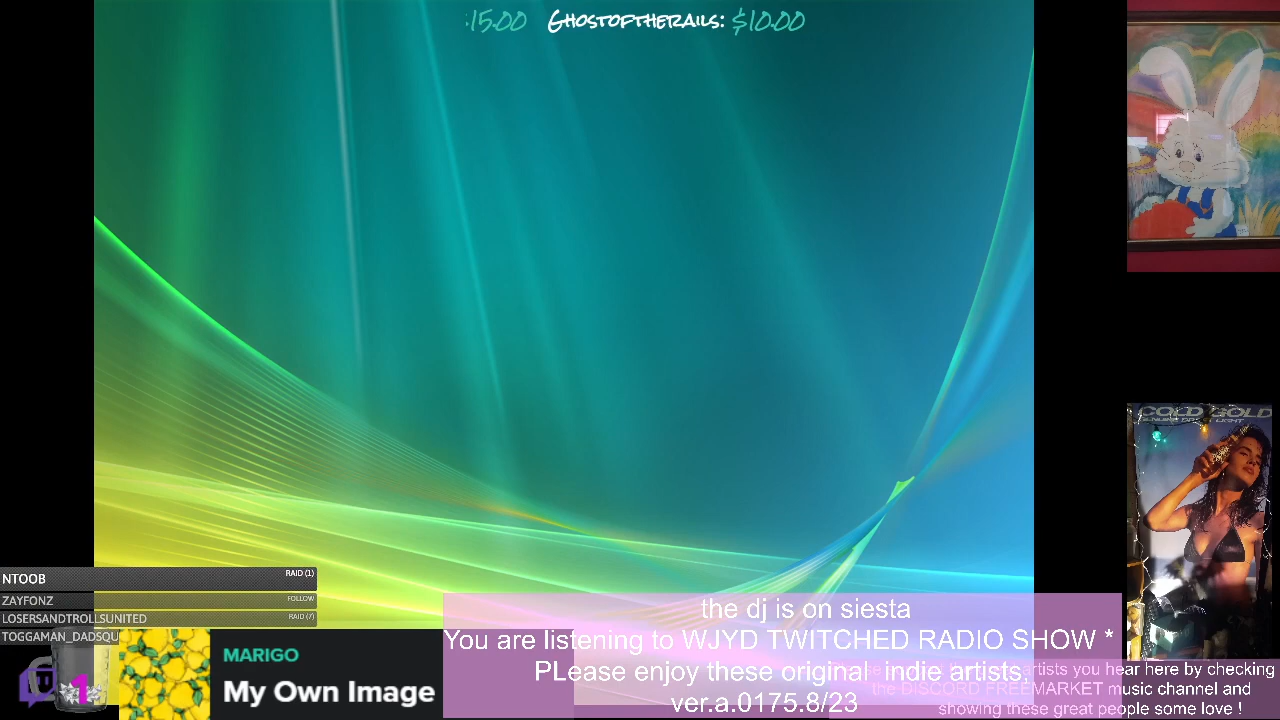 :15.00 Ghostoftherails: $10.00
COLD GOLD
NTOOB RAID (1)
ZAYFONZ FOLLOW
LOSERSANDTROLLSUNITED RAID (7)
TOGGAMAN_DADSQU
1
MARIGO
My Own Image
the dj is on siesta
You are listening to WJYD TWITCHED RADIO SHOW *
PLease enjoy these original indie artists,
ver.a.0175.8/23
artists you hear here by checking
the DISCORD FREEMARKET music channel and
showing these great people some love !